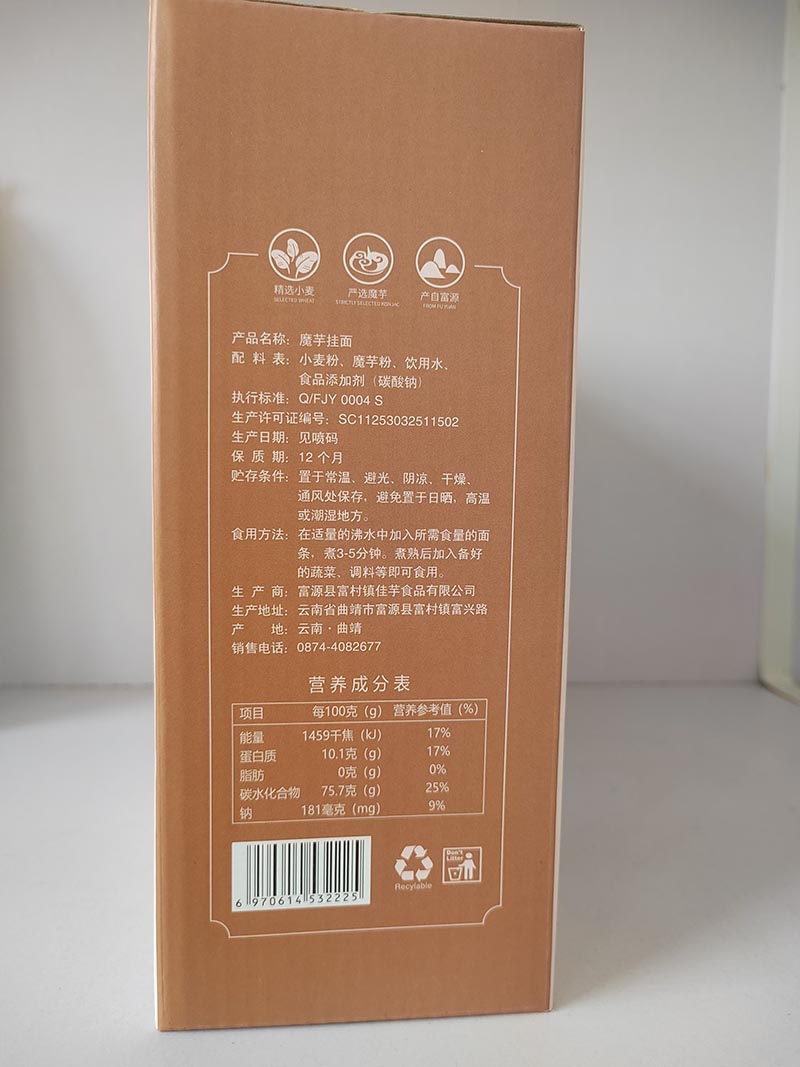 精选小麦
SELECTED WHEAT
严选魔芋
STRICTLY SELECTED KONJAC
产自富源
FROM FU YUAN
产品名称：魔芋挂面
配 料 表：小麦粉、魔芋粉、饮用水、
食品添加剂（碳酸钠）
执行标准：Q/FJY 0004 S
生产许可证编号：SC11253032511502
生产日期：见喷码
保 质 期：12 个月
贮存条件：置于常温、避光、阴凉、干燥、
通风处保存，避免置于日晒，高温
或潮湿地方。
食用方法：在适量的沸水中加入所需食量的面
条，煮3-5分钟。煮熟后加入备好
的蔬菜、调料等即可食用。
生 产 商：富源县富村镇佳芋食品有限公司
生产地址：云南省曲靖市富源县富村镇富兴路
产 地：云南·曲靖
销售电话：0874-4082677
营养成分表
项目 每100克（g） 营养参考值（%）
能量 1459千焦（kJ） 17%
蛋白质 10.1克（g） 17%
脂肪 0克（g） 0%
碳水化合物 75.7克（g） 25%
钠 181毫克（mg） 9%
6 970614 532225
Recylable
Don't
Litter